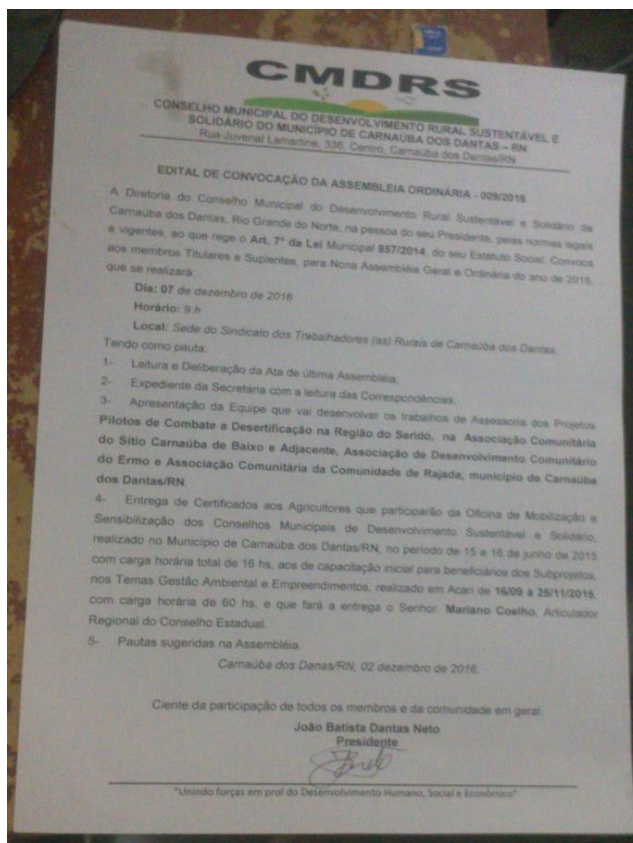 CMDRS
CONSELHO MUNICIPAL DO DESENVOLVIMENTO RURAL SUSTENTÁVEL E
SOLIDÁRIO DO MUNICÍPIO DE CARNAÚBA DOS DANTAS – RN
Rua Juvenal Lamartine, 336, Centro, Carnaúba dos Dantas/RN
EDITAL DE CONVOCAÇÃO DA ASSEMBLEIA ORDINÁRIA - 009/2016
A Diretoria do Conselho Municipal do Desenvolvimento Rural Sustentável e Solidário de
Carnaúba dos Dantas, Rio Grande do Norte, na pessoa do seu Presidente, pelas normas legais
e vigentes, ao que rege o Art. 7º da Lei Municipal 857/2014, do seu Estatuto Social. Convoca
aos membros Titulares e Suplentes, para Nona Assembléia Geral e Ordinária do ano de 2016,
que se realizará:
Dia: 07 de dezembro de 2016
Horário: 9:h
Local: Sede do Sindicato dos Trabalhadores (as) Rurais de Carnaúba dos Dantas.
Tendo como pauta:
1- Leitura e Deliberação da Ata de última Assembléia;
2- Expediente da Secretaria com a leitura das Correspondências;
3- Apresentação da Equipe que vai desenvolver os trabalhos de Assessoria dos Projetos
Pilotos de Combate a Desertificação na Região do Seridó, na Associação Comunitária
do Sítio Carnaúba de Baixo e Adjacente, Associação de Desenvolvimento Comunitário
do Ermo e Associação Comunitária da Comunidade de Rajada, município de Carnaúba
dos Dantas/RN.
4- Entrega de Certificados aos Agricultores que participarão da Oficina de Mobilização e
Sensibilização dos Conselhos Municipais de Desenvolvimento Sustentável e Solidário,
realizado no Município de Carnaúba dos Dantas/RN, no período de 15 e 16 de junho de 2015
com carga horária total de 16 hs, aos de capacitação inicial para beneficiários dos Subprojetos,
nos Temas Gestão Ambiental e Empreendimentos, realizado em Acari de 16/09 à 25/11/2015,
com carga horária de 60 hs, e que fará a entrega o Senhor. Mariano Coelho, Articulador
Regional do Conselho Estadual.
5- Pautas sugeridas na Assembléia.
Carnaúba dos Danas/RN, 02 dezembro de 2016.
Ciente da participação de todos os membros e da comunidade em geral.
João Batista Dantas Neto
Presidente
"Unindo forças em prol do Desenvolvimento Humano, Social e Econômico"